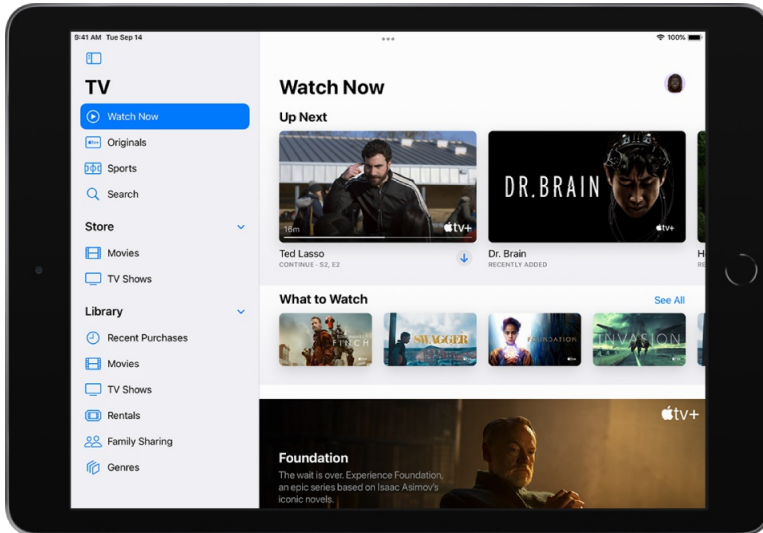 9:41 AM Tue Sep 14
100%
TV
Watch Now
Originals
Sports
Search
Store
Movies
TV Shows
Library
Recent Purchases
Movies
TV Shows
Rentals
Family Sharing
Genres
Watch Now
Up Next
16m
tv+
DR.BRAIN
tv+
Ted Lasso
CONTINUE · S2, E2
Dr. Brain
RECENTLY ADDED
H
RE
What to Watch
See All
FINCH
SWAGGER
FOUNDATION
INVASION
tv+
Foundation
The wait is over. Experience Foundation,
an epic series based on Isaac Asimov's
iconic novels.